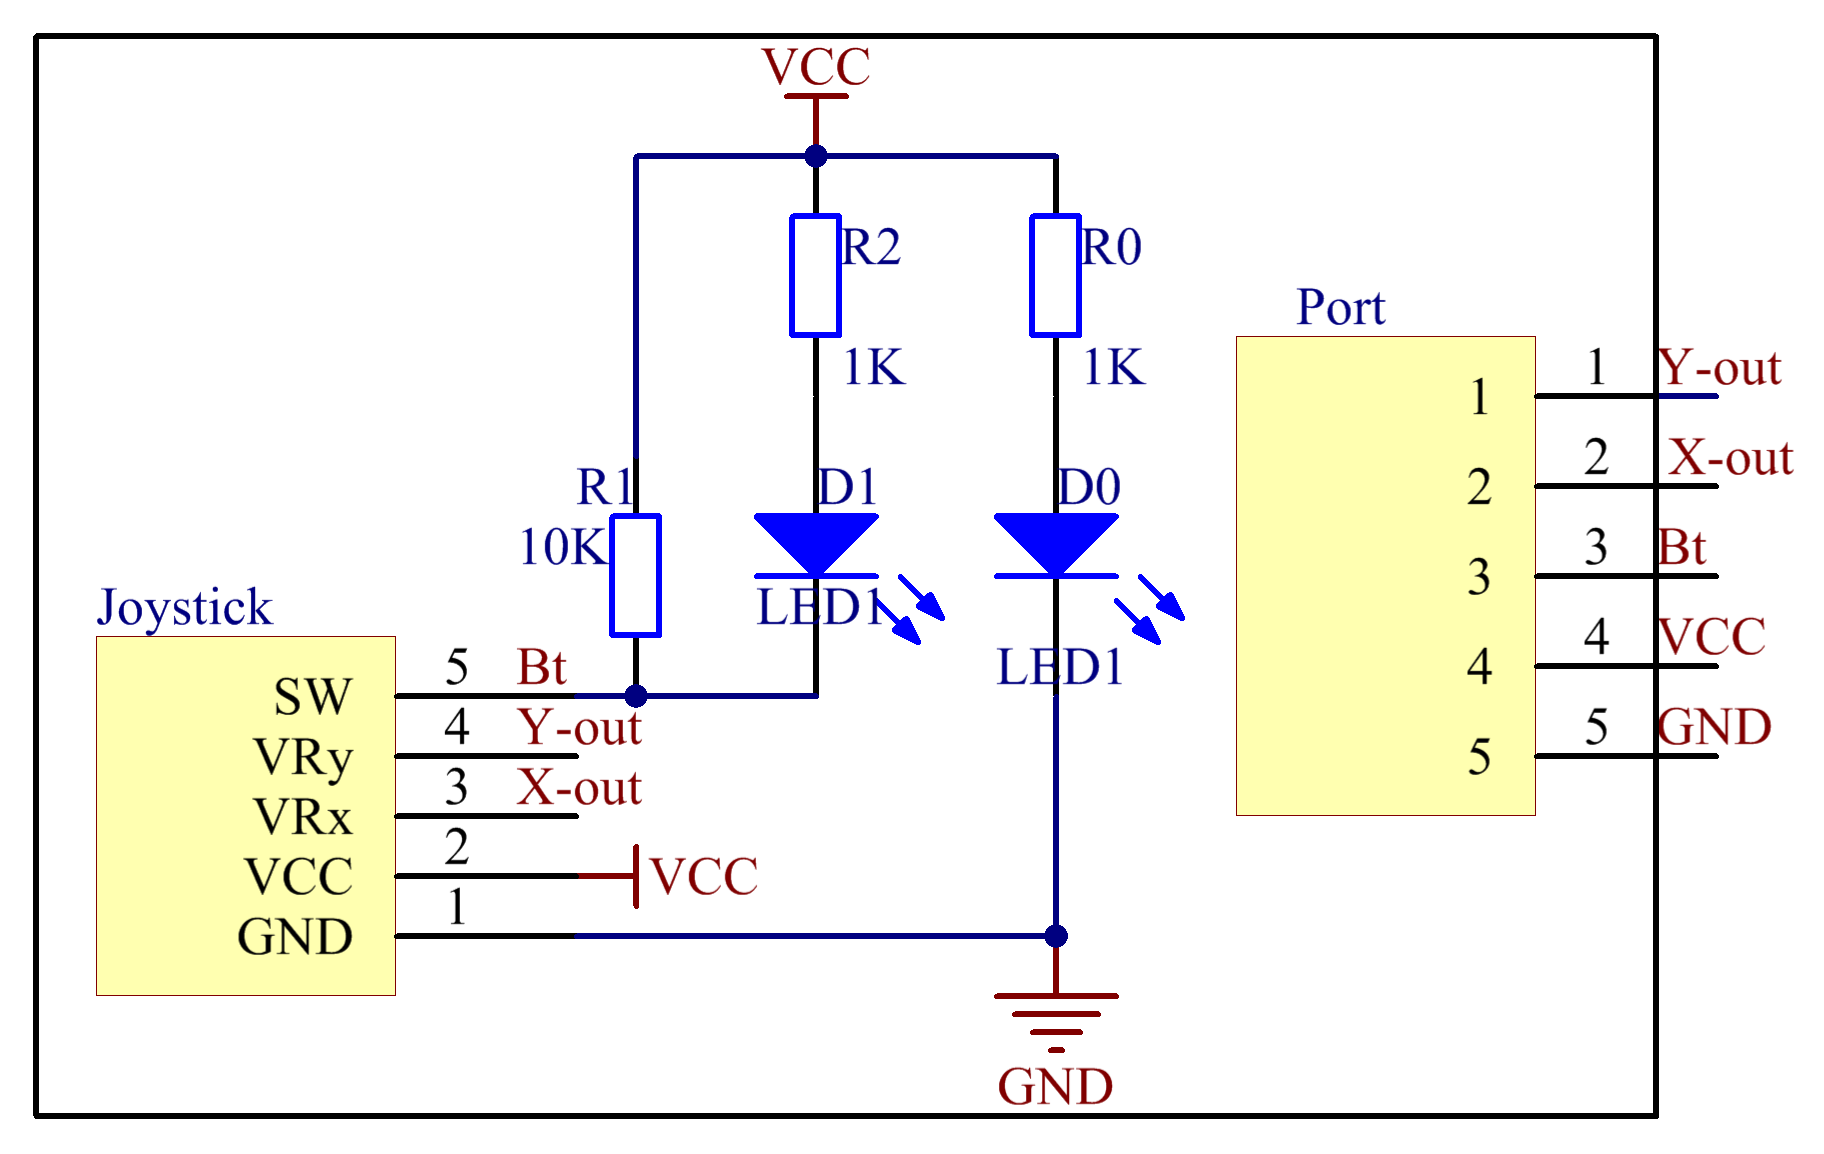 VCC
R2
R0
1K
1K
R1
10K
D1
LED1
D0
LED1
Joystick
SW 5 Bt
VRy 4 Y-out
VRx 3 X-out
VCC 2 VCC
GND 1
GND
Port
1 1 Y-out
2 2 X-out
3 3 Bt
4 4 VCC
5 5 GND